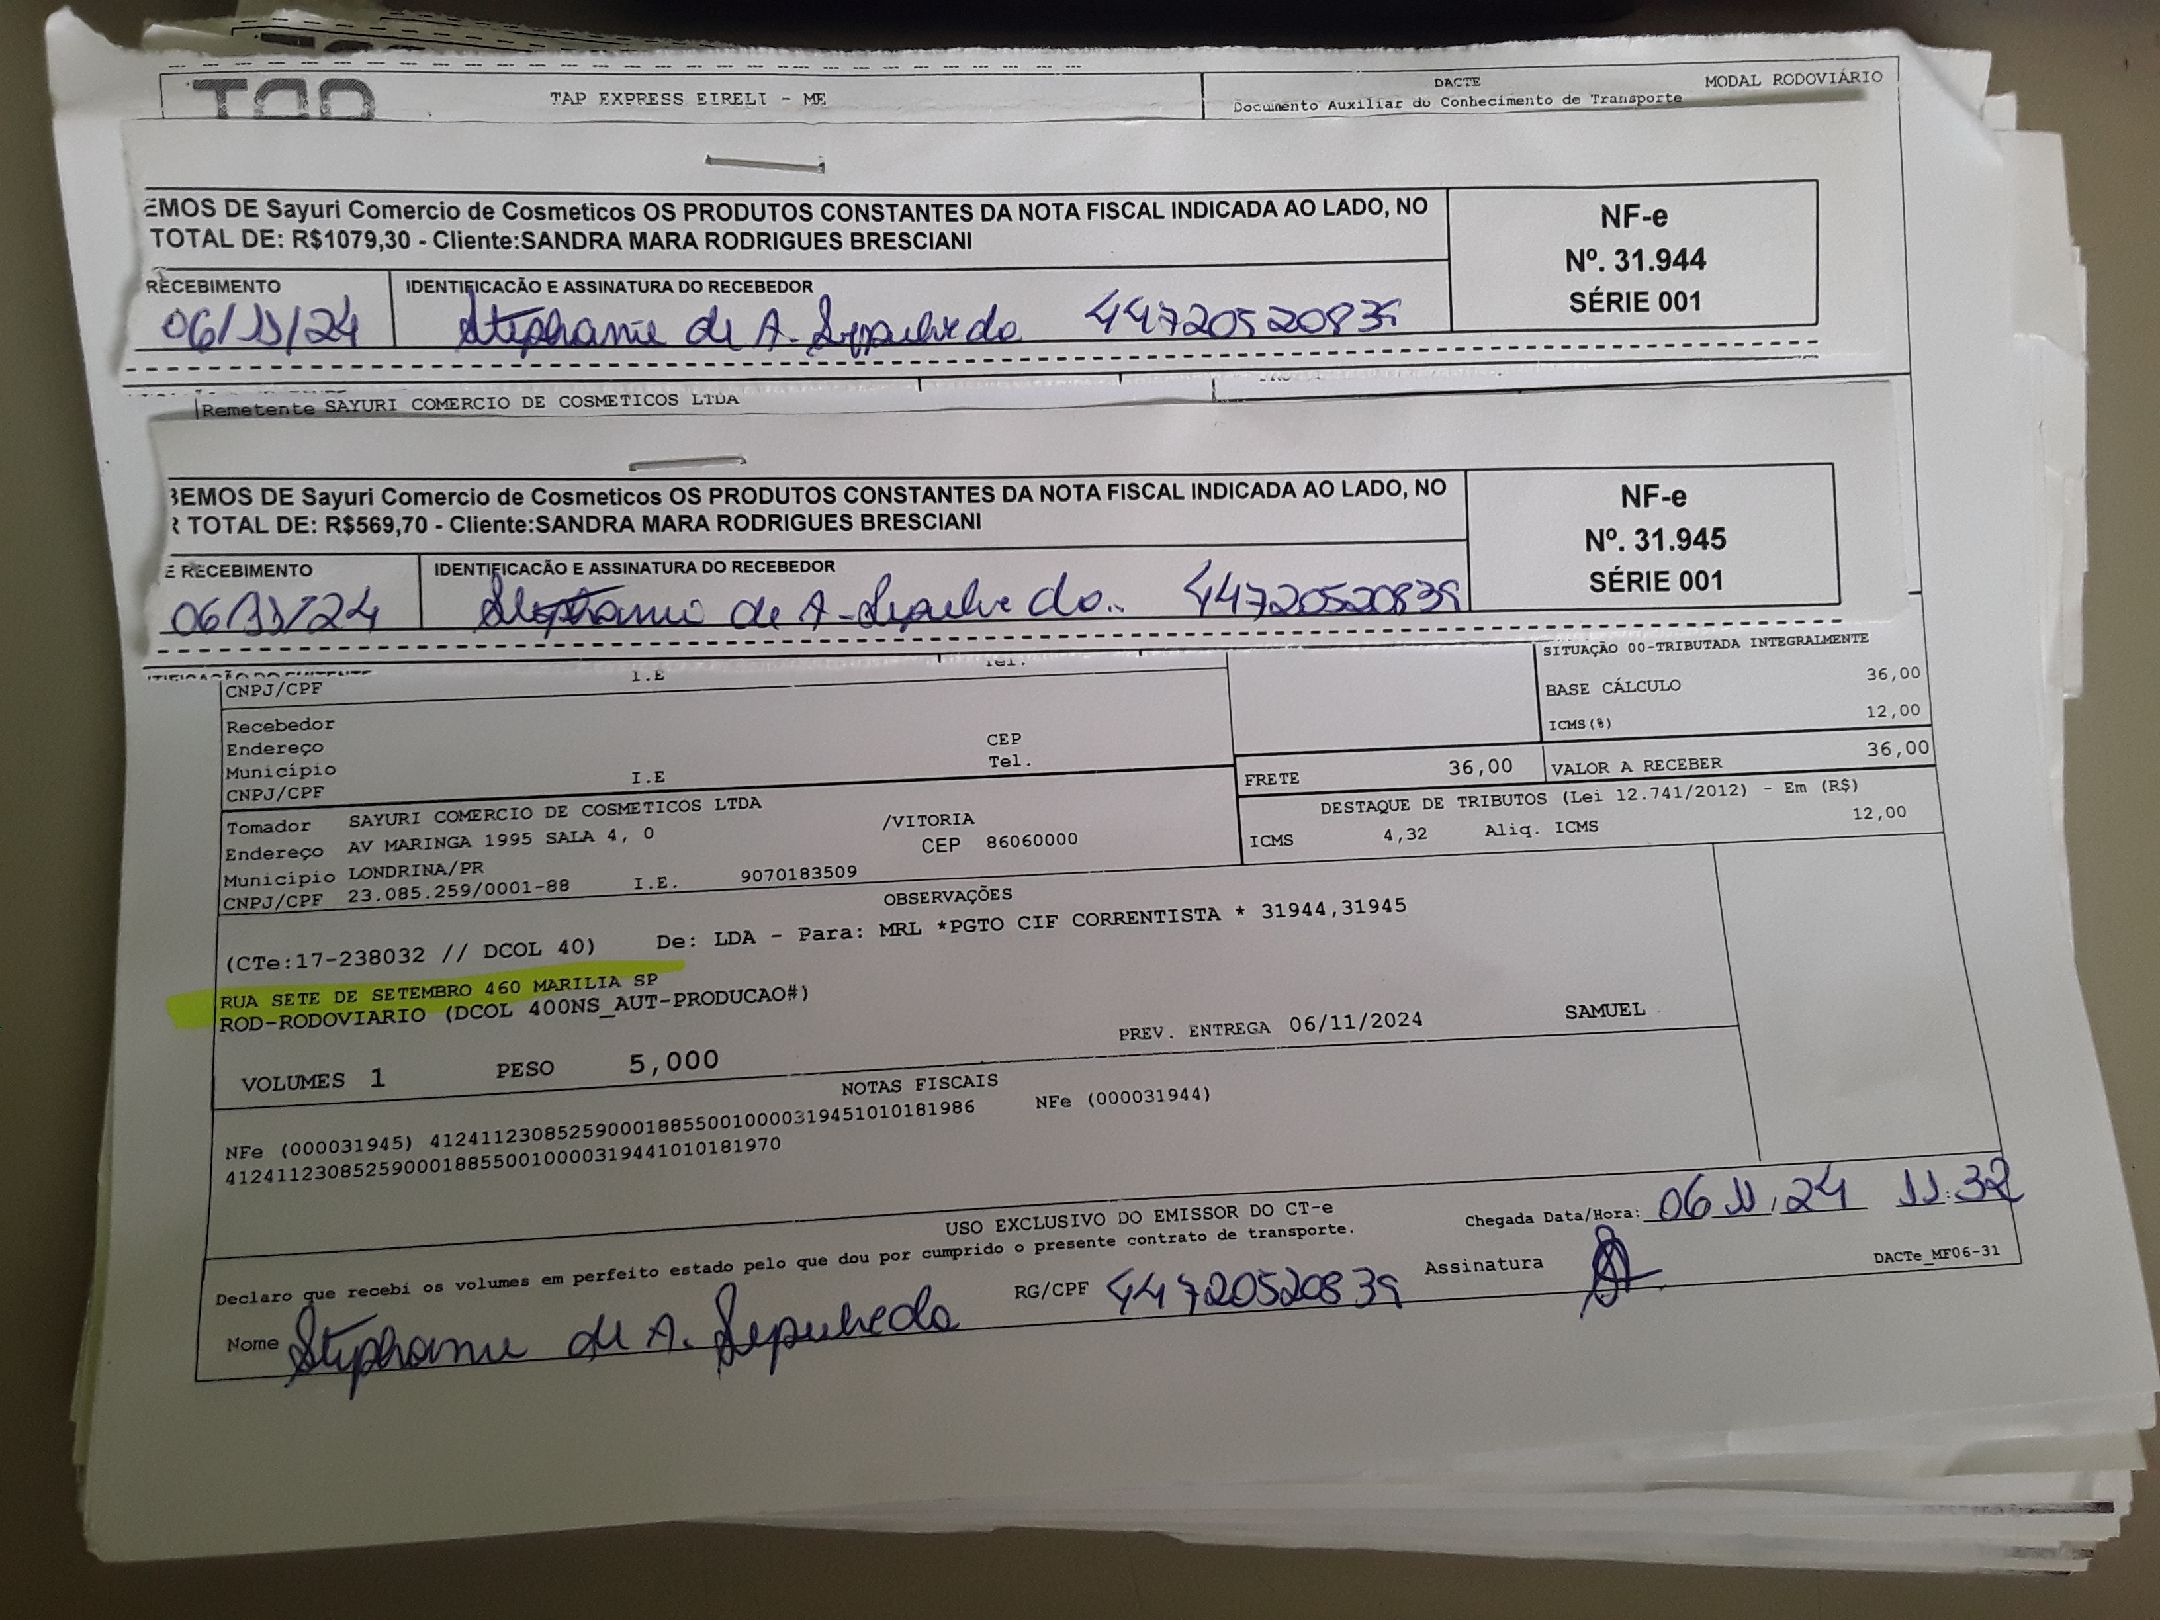 TAP EXPRESS EIRELI - ME
DACTE
MODAL RODOVIÁRIO
Documento Auxiliar do Conhecimento de Transporte
EMOS DE Sayuri Comercio de Cosmeticos OS PRODUTOS CONSTANTES DA NOTA FISCAL INDICADA AO LADO, NO
TOTAL DE: R$1079,30 - Cliente:SANDRA MARA RODRIGUES BRESCIANI
NF-e
Nº. 31.944
SÉRIE 001
RECEBIMENTO
IDENTIFICACÃO E ASSINATURA DO RECEBEDOR
06/11/24
Stephanie de A. Sepulveda 44720520839
Remetente SAYURI COMERCIO DE COSMETICOS LTDA
BEMOS DE Sayuri Comercio de Cosmeticos OS PRODUTOS CONSTANTES DA NOTA FISCAL INDICADA AO LADO, NO
R TOTAL DE: R$569,70 - Cliente:SANDRA MARA RODRIGUES BRESCIANI
NF-e
Nº. 31.945
SÉRIE 001
E RECEBIMENTO
IDENTIFICACÃO E ASSINATURA DO RECEBEDOR
06/11/24
Stephanie de A. Sepulveda. 44720520839
SITUAÇÃO 00-TRIBUTADA INTEGRALMENTE
BASE CÁLCULO 36,00
ICMS(%) 12,00
CNPJ/CPF I.E Tel.
Recebedor
Endereço CEP
Município Tel.
CNPJ/CPF I.E
FRETE 36,00 VALOR A RECEBER 36,00
DESTAQUE DE TRIBUTOS (Lei 12.741/2012) - Em (R$)
ICMS 4,32 Aliq. ICMS 12,00
Tomador SAYURI COMERCIO DE COSMETICOS LTDA
Endereço AV MARINGA 1995 SALA 4, 0 /VITORIA
Município LONDRINA/PR CEP 86060000
CNPJ/CPF 23.085.259/0001-88 I.E. 9070183509
OBSERVAÇÕES
(CTe:17-238032 // DCOL 40) De: LDA - Para: MRL *PGTO CIF CORRENTISTA * 31944,31945
RUA SETE DE SETEMBRO 460 MARILIA SP
ROD-RODOVIARIO (DCOL 400NS_AUT-PRODUCAO#)
VOLUMES 1 PESO 5,000 PREV. ENTREGA 06/11/2024 SAMUEL
NOTAS FISCAIS
NFe (000031945) 41241123085259000188550010000319451010181986 NFe (000031944)
41241123085259000188550010000319441010181970
USO EXCLUSIVO DO EMISSOR DO CT-e
Declaro que recebi os volumes em perfeito estado pelo que dou por cumprido o presente contrato de transporte.
Chegada Data/Hora: 06 11 24 11:32
Nome Stephanie de A. Sepulveda RG/CPF 44720520839 Assinatura
DACTe_MF06-31